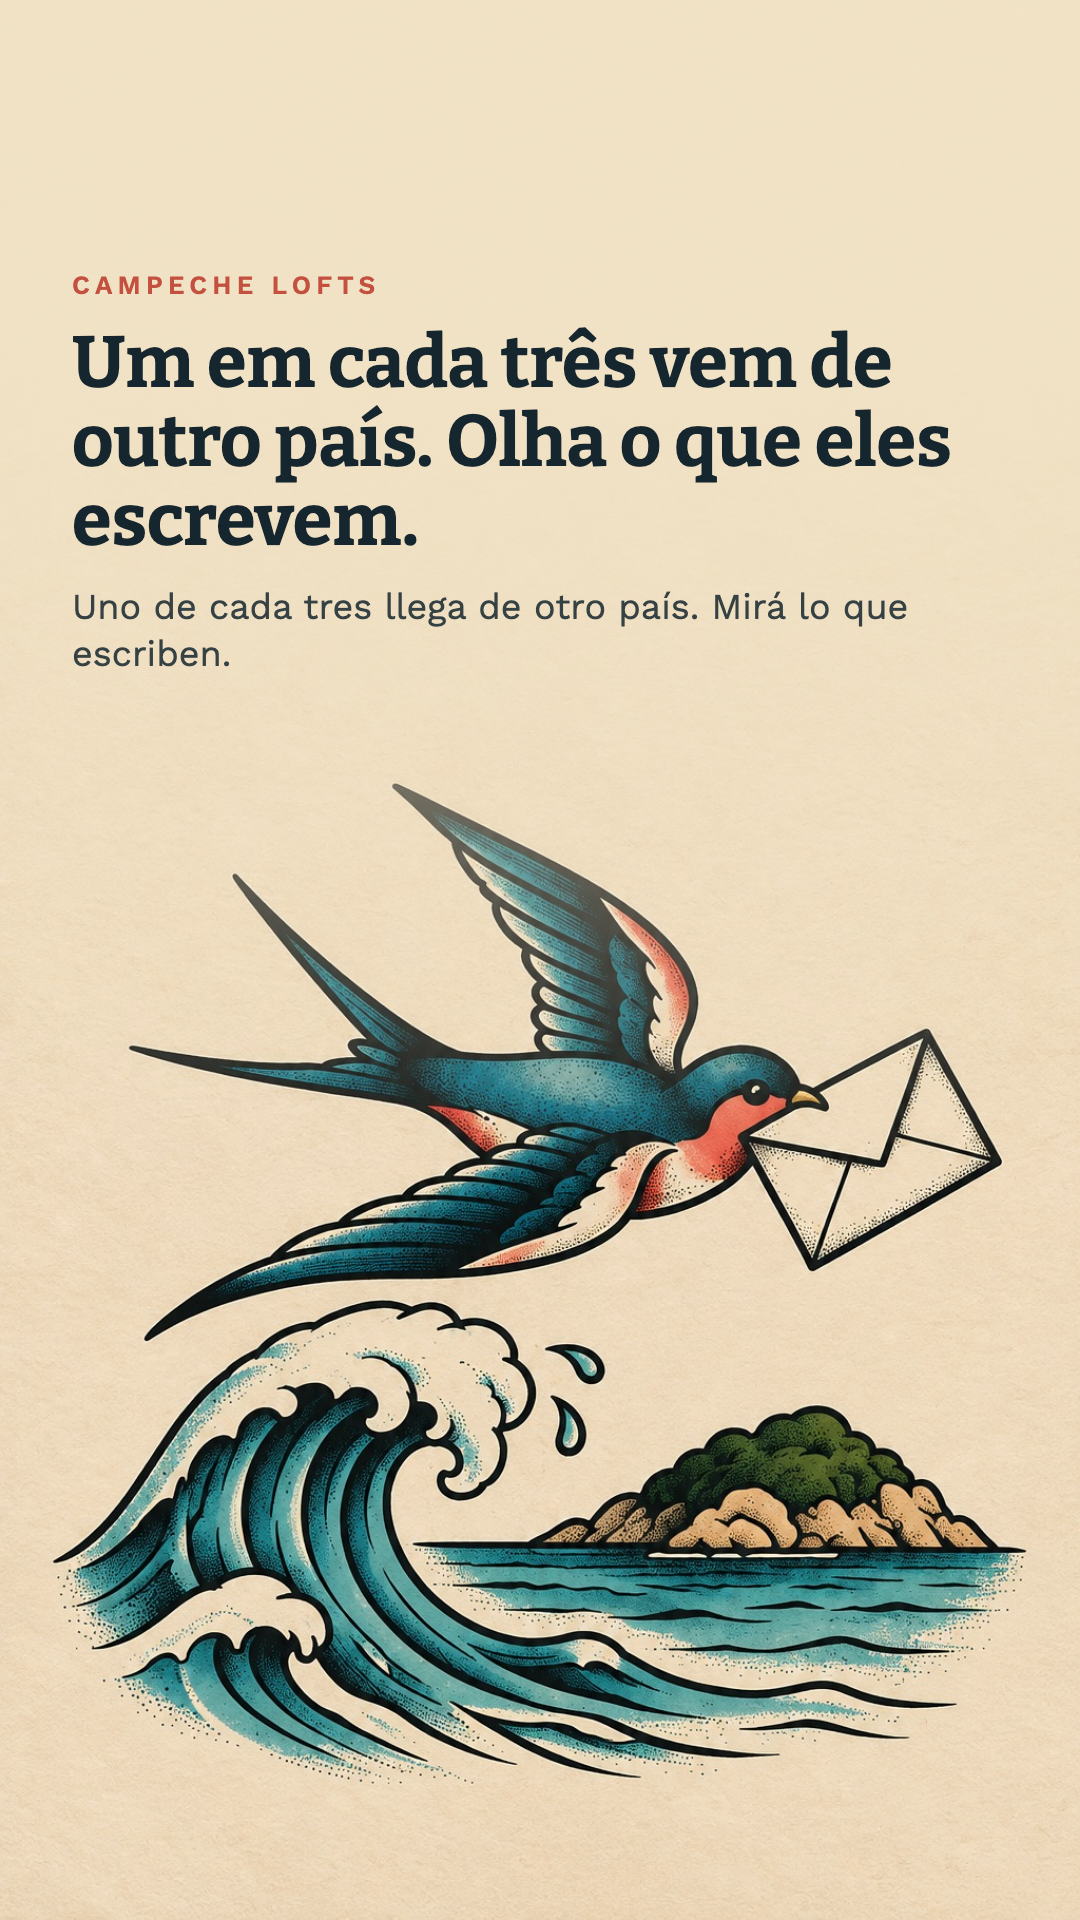 CAMPECHE LOFTS
Um em cada três vem de
outro país. Olha o que eles
escrevem.
Uno de cada tres llega de otro país. Mirá lo que
escriben.